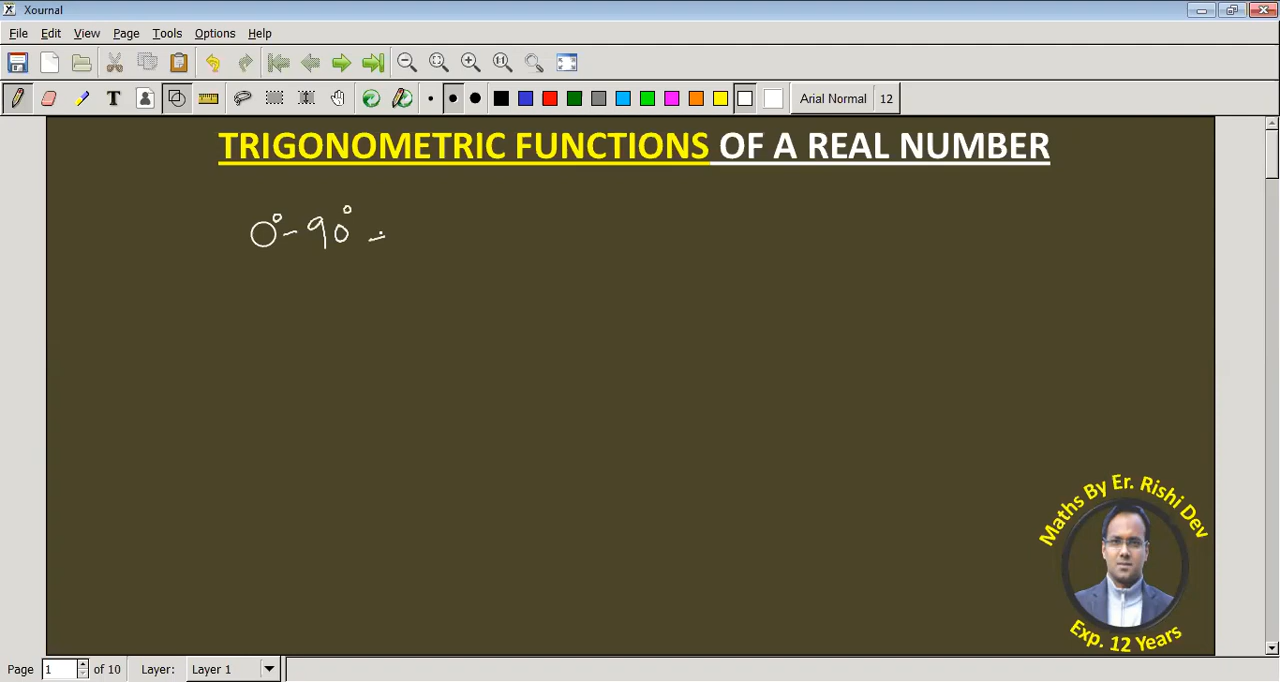 Xournal
File Edit View Page Tools Options Help
Arial Normal 12
TRIGONOMETRIC FUNCTIONS OF A REAL NUMBER
0°- 90° -
Maths By Er. Rishi Dev
Exp. 12 Years
Page 1 of 10 Layer: Layer 1